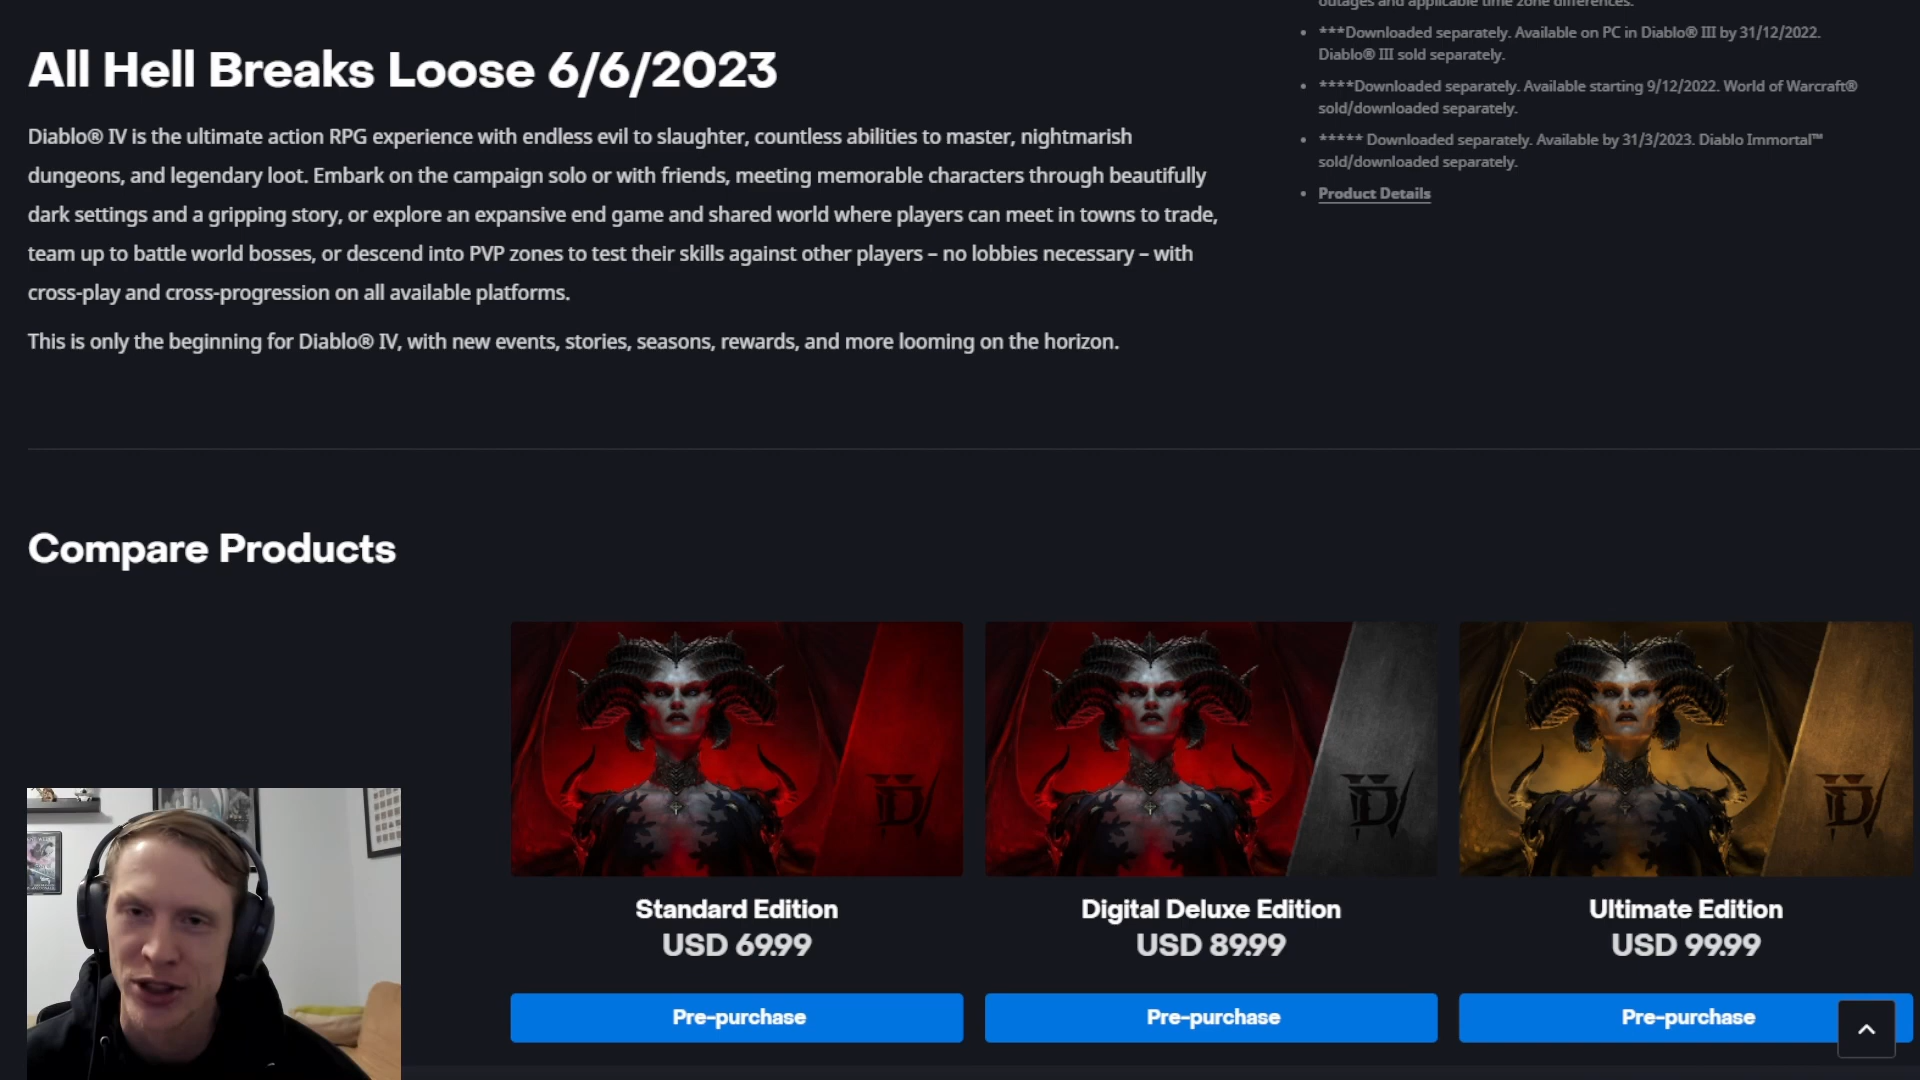 All Hell Breaks Loose 6/6/2023
Diablo® IV is the ultimate action RPG experience with endless evil to slaughter, countless abilities to master, nightmarish
dungeons, and legendary loot. Embark on the campaign solo or with friends, meeting memorable characters through beautifully
dark settings and a gripping story, or explore an expansive end game and shared world where players can meet in towns to trade,
team up to battle world bosses, or descend into PVP zones to test their skills against other players – no lobbies necessary – with
cross-play and cross-progression on all available platforms.
This is only the beginning for Diablo® IV, with new events, stories, seasons, rewards, and more looming on the horizon.
outages and applicable time zone differences.
• ***Downloaded separately. Available on PC in Diablo® III by 31/12/2022.
Diablo® III sold separately.
• ****Downloaded separately. Available starting 9/12/2022. World of Warcraft®
sold/downloaded separately.
• ***** Downloaded separately. Available by 31/3/2023. Diablo Immortal™
sold/downloaded separately.
• Product Details
Compare Products
Standard Edition
USD 69.99
Pre-purchase
Digital Deluxe Edition
USD 89.99
Pre-purchase
Ultimate Edition
USD 99.99
Pre-purchase